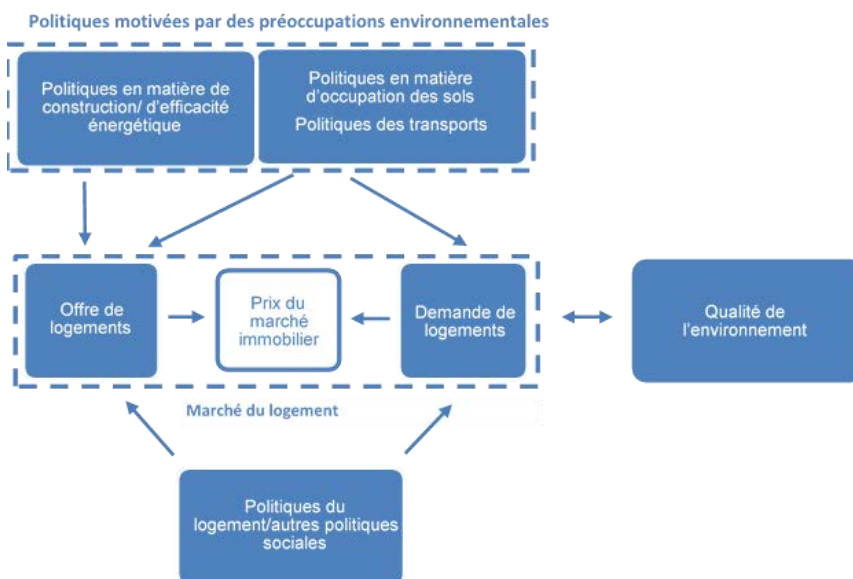 Politiques motivées par des préoccupations environnementales
Politiques en matière de
construction/ d'efficacité
énergétique
Politiques en matière
d'occupation des sols
Politiques des transports
Offre de
logements
Prix du
marché
immobilier
Demande de
logements
Qualité de
l'environnement
Marché du logement
Politiques du
logement/autres politiques
sociales